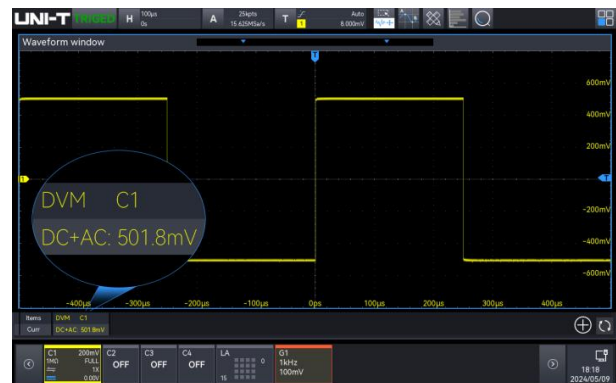 UNI-T TRIGED H 100μs 0s A 25kpts 15.625MSa/s T 1 Auto 8.000mV
Waveform window
T
600mV
400mV
200mV
1 T
-200mV
-400mV
-600mV
DVM C1
DC+AC: 501.8mV
-400μs -300μs -200μs -100μs 0ps 100μs 200μs 300μs 400μs
Items DVM C1
Curr DC+AC: 501.8mV
C1 200mV 1MΩ FULL 1X 0.00V
C2 OFF
C3 OFF
C4 OFF
LA 0 15
G1 1kHz 100mV
18:18
2024/05/09